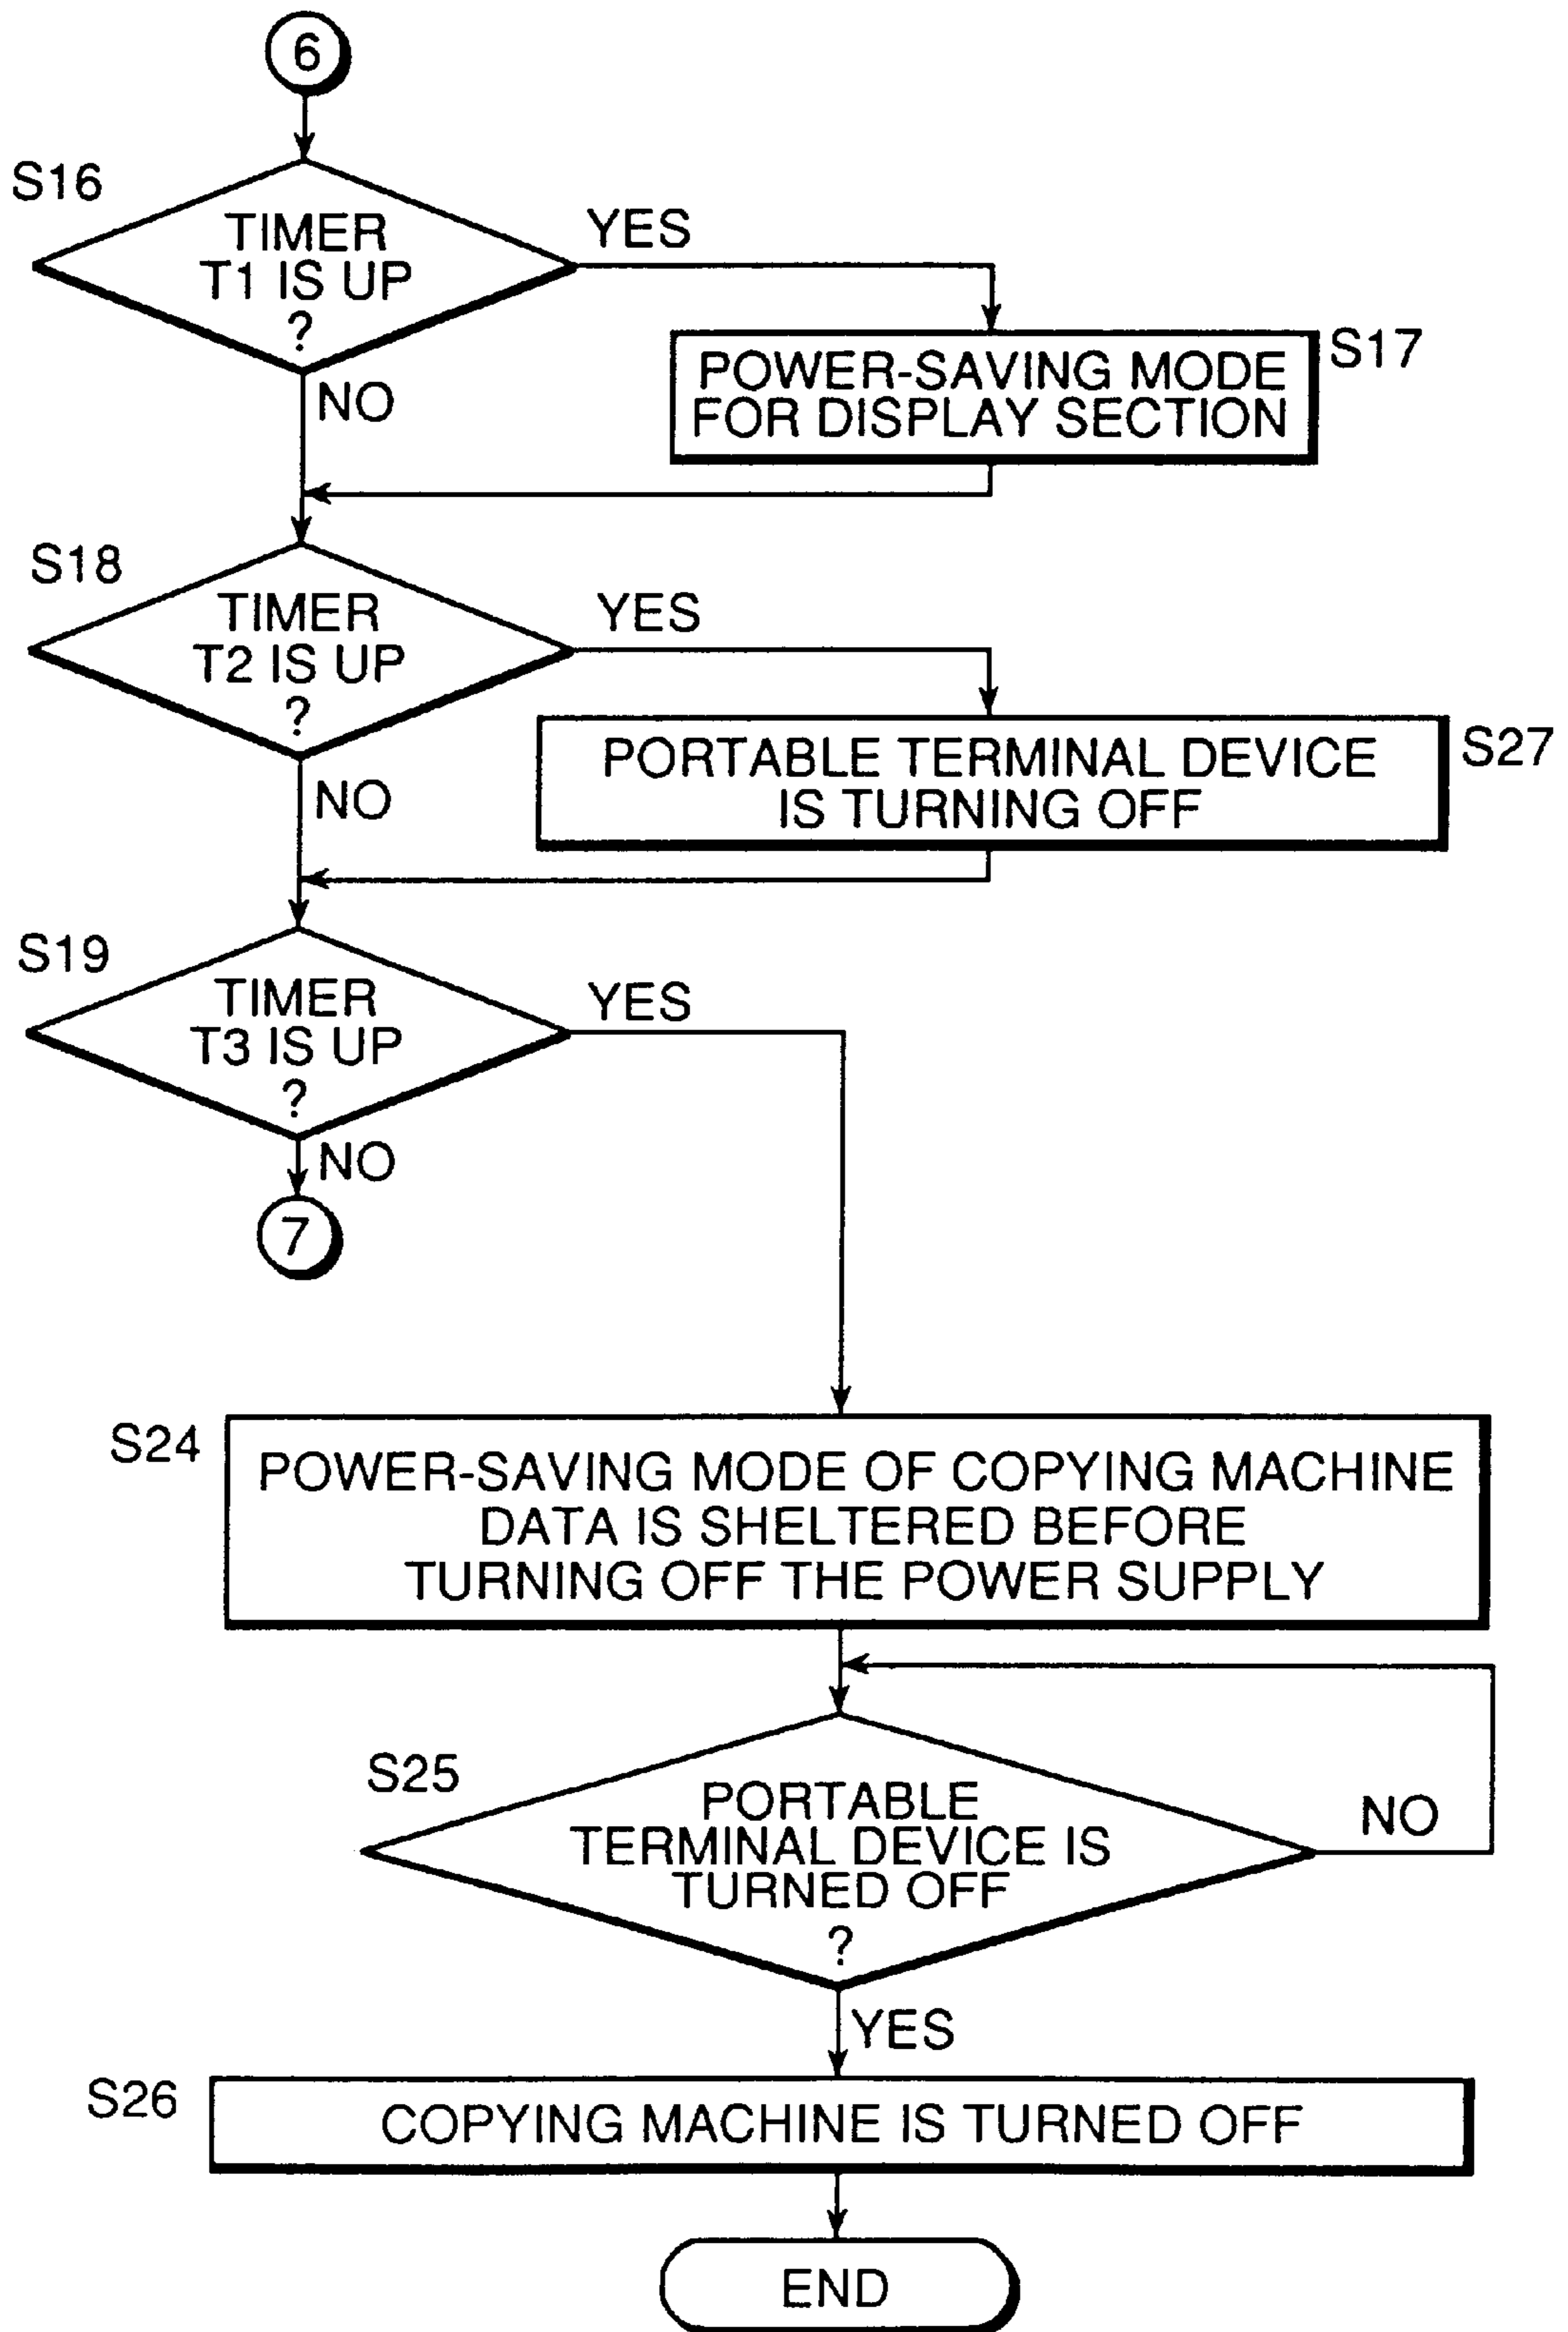 6
S16
TIMER
T1 IS UP
?
YES
NO
S17
POWER-SAVING MODE
FOR DISPLAY SECTION
S18
TIMER
T2 IS UP
?
YES
NO
S27
PORTABLE TERMINAL DEVICE
IS TURNING OFF
S19
TIMER
T3 IS UP
?
YES
NO
7
S24
POWER-SAVING MODE OF COPYING MACHINE
DATA IS SHELTERED BEFORE
TURNING OFF THE POWER SUPPLY
S25
PORTABLE
TERMINAL DEVICE IS
TURNED OFF
?
NO
YES
S26
COPYING MACHINE IS TURNED OFF
END